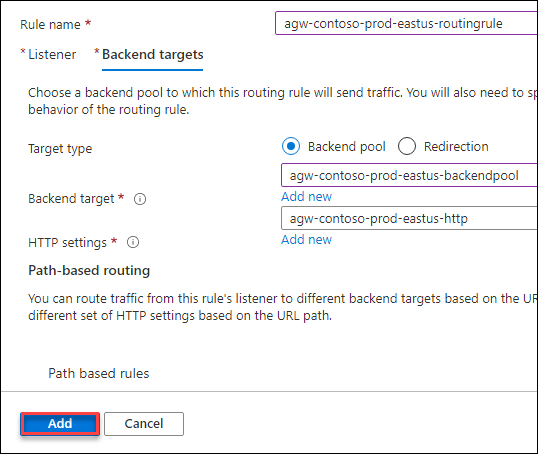 Rule name *
agw-contoso-prod-eastus-routingrule
* Listener * Backend targets
Choose a backend pool to which this routing rule will send traffic. You will also need to
behavior of the routing rule.
Target type Backend pool Redirection
agw-contoso-prod-eastus-backendpool
Backend target *
Add new
agw-contoso-prod-eastus-http
HTTP settings *
Add new
Path-based routing
You can route traffic from this rule's listener to different backend targets based on the
different set of HTTP settings based on the URL path.
Path based rules
Add Cancel